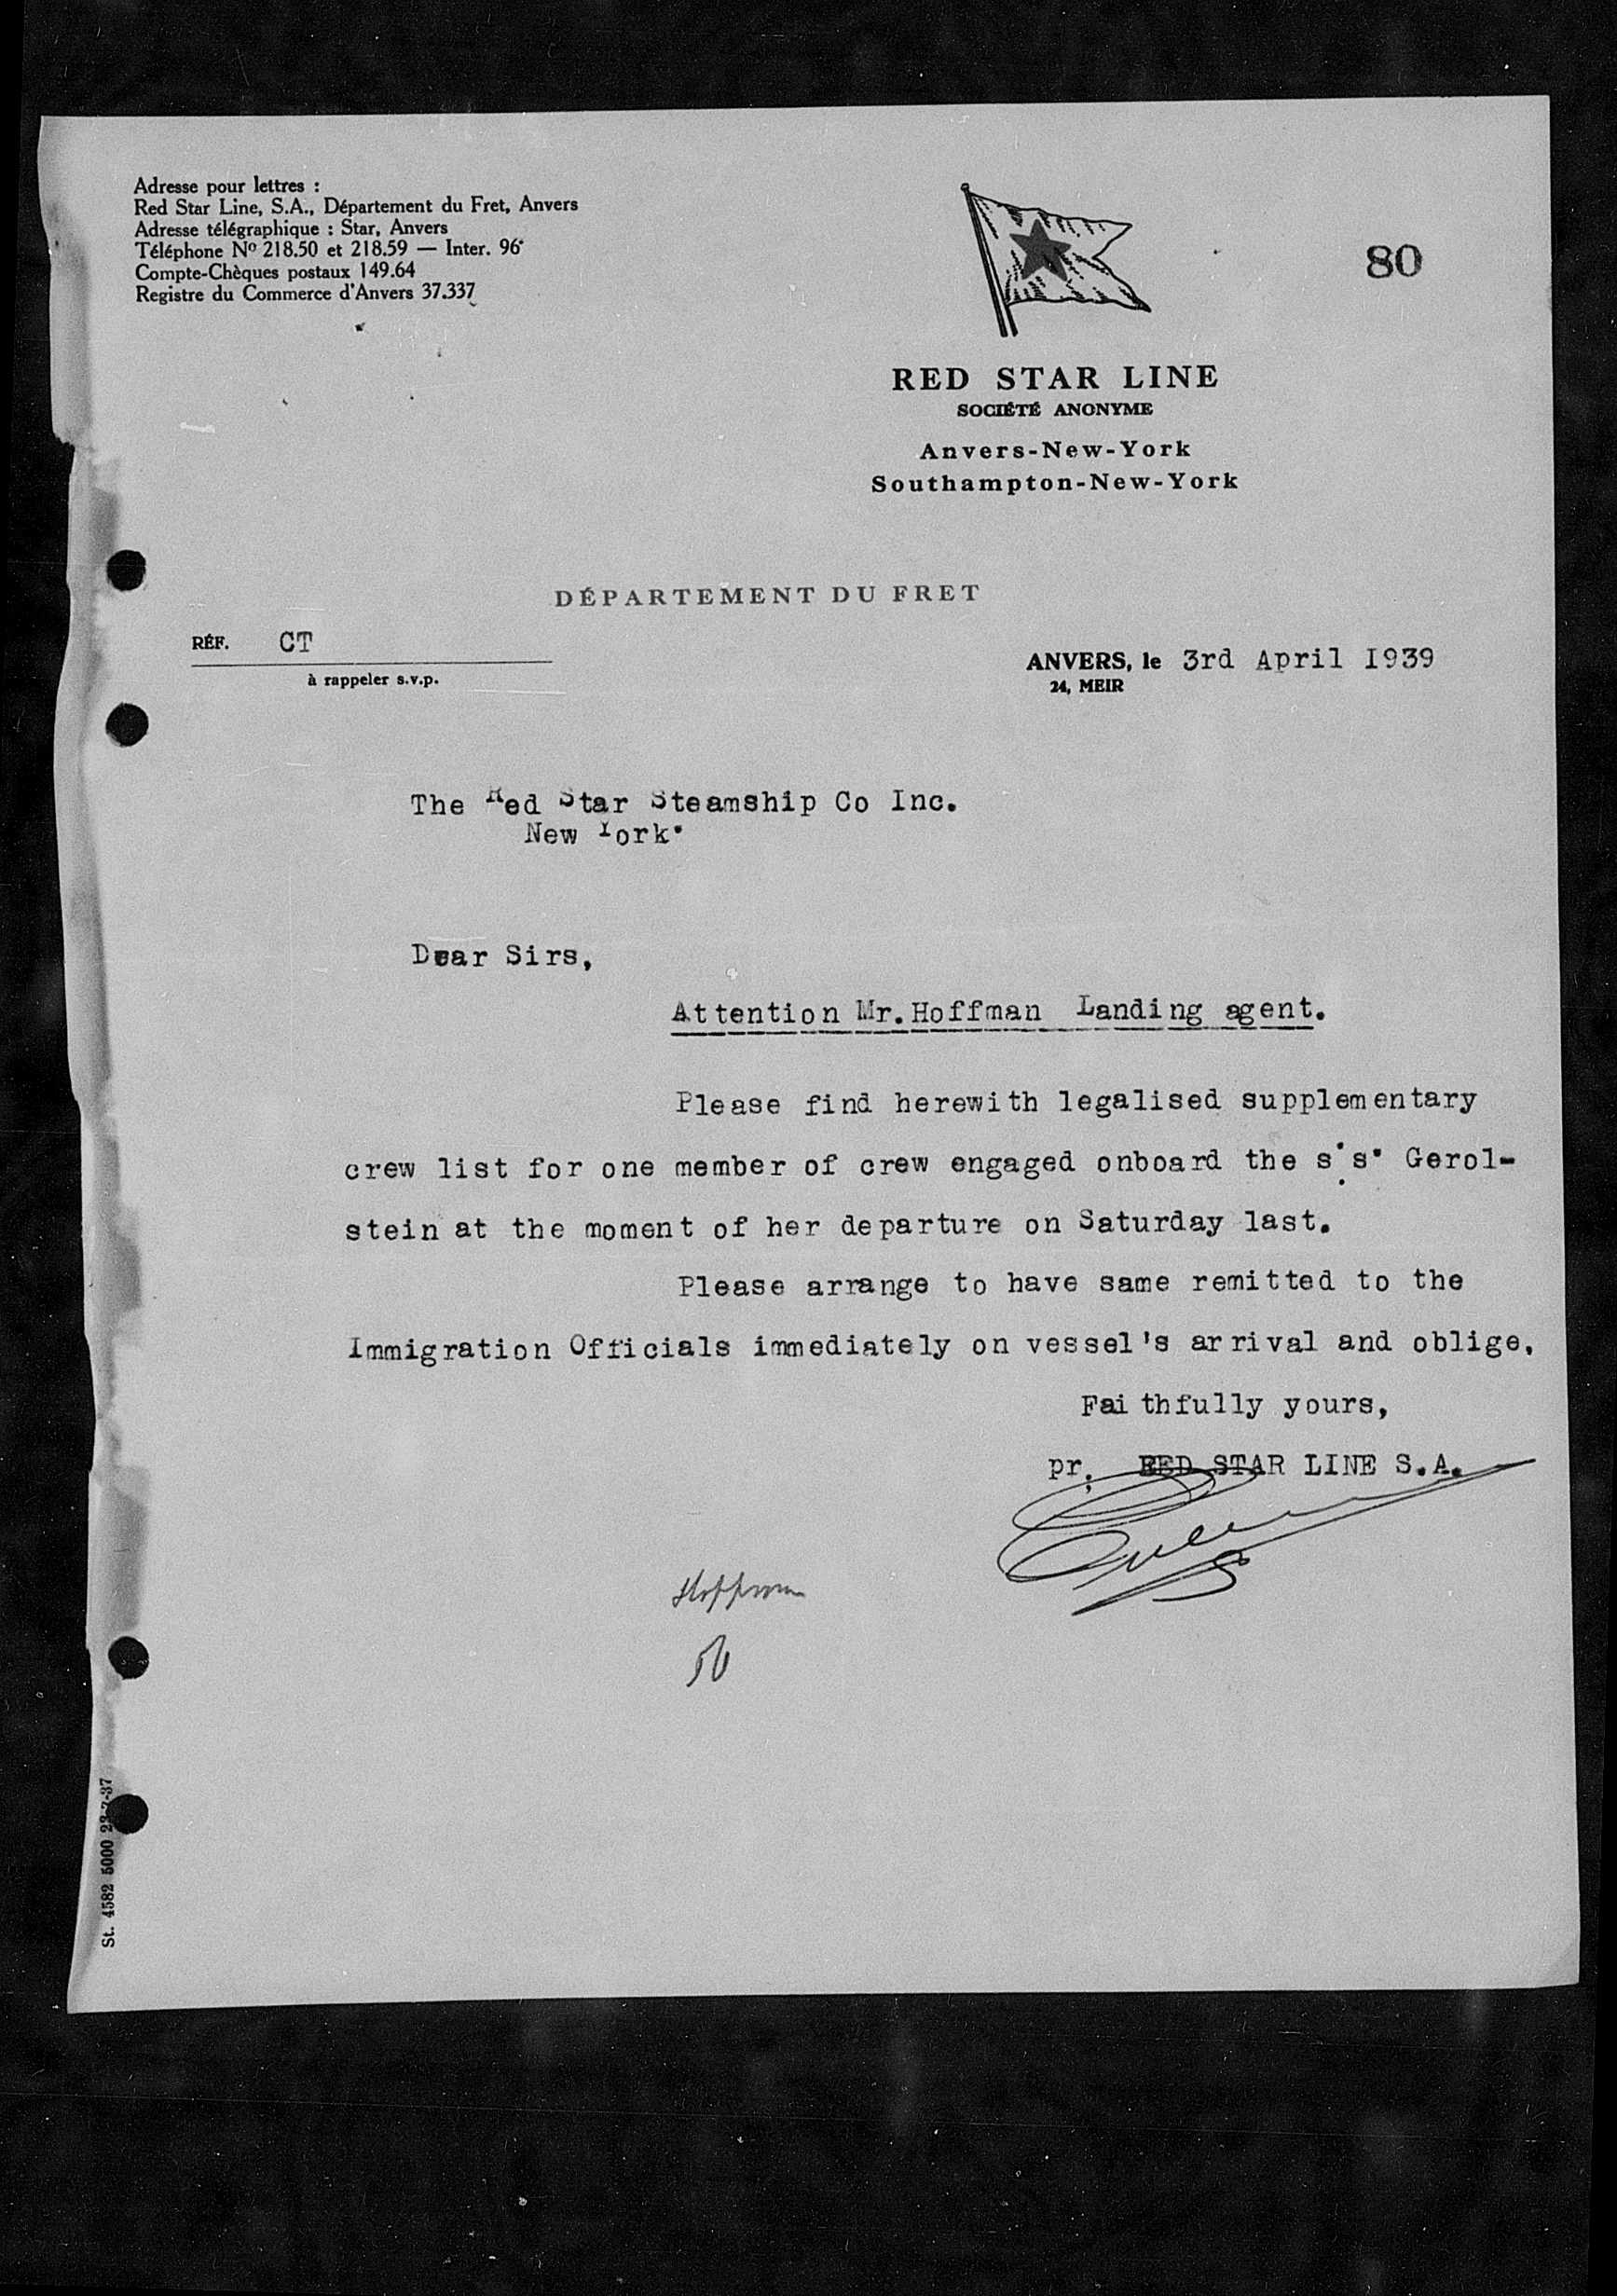 Adresse pour lettres :
Red Star Line, S.A., Département du Fret, Anvers
Adresse télégraphique : Star, Anvers
Téléphone Nº 218.50 et 218.59 — Inter. 96
Compte-Chèques postaux 149.64
Registre du Commerce d'Anvers 37.337
80
RED STAR LINE
SOCIÉTÉ ANONYME
Anvers-New-York
Southampton-New-York
DÉPARTEMENT DU FRET
RÉF. CT
à rappeler s.v.p.
ANVERS, le 3rd April I939
24, MEIR
The Red Star Steamship Co Inc.
New York.
Dear Sirs,
Attention Mr.Hoffman Landing agent.
Please find herewith legalised supplementary
crew list for one member of crew engaged onboard the s.s. Gerol-
stein at the moment of her departure on Saturday last.
Please arrange to have same remitted to the
Immigration Officials immediately on vessel's arrival and oblige.
Faithfully yours,
pr. RED STAR LINE S.A.
Hoffman
St. 4582 5000 23-7-37